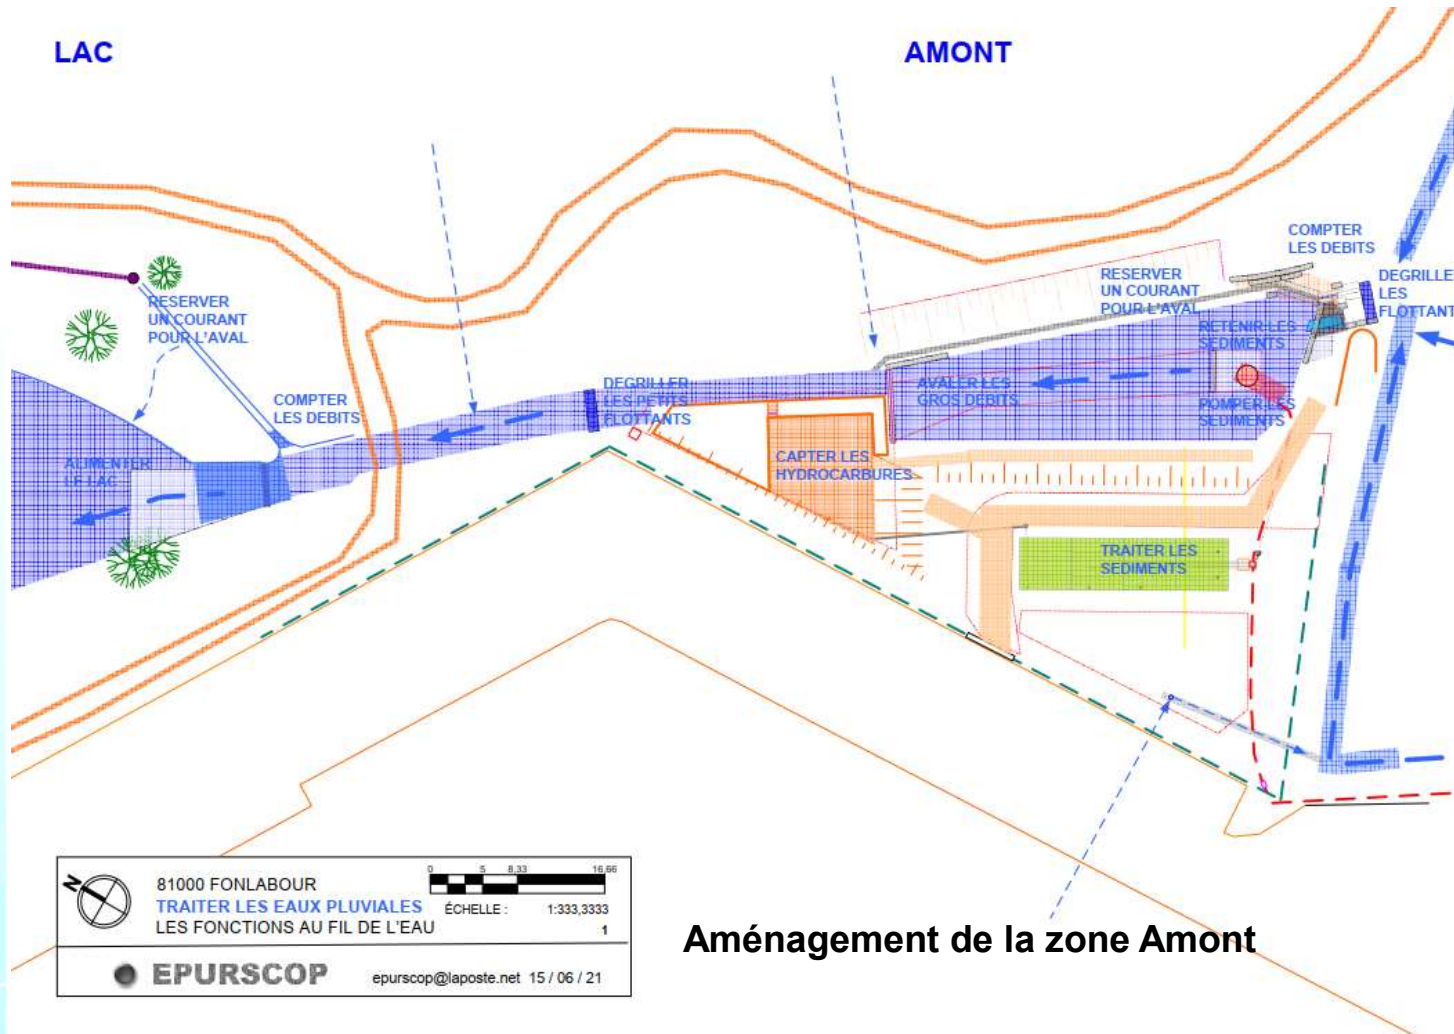 LAC
AMONT
COMPTER
LES DEBITS
DEGRILLE
LES
FLOTTANT
RESERVER
UN COURANT
POUR L'AVAL
RETENIR LES
SEDIMENTS
RESERVER
UN COURANT
POUR L'AVAL
DEGRILLER
LES PETITS
FLOTTANTS
AVALER LES
GROS DEBITS
POMPER LES
SEDIMENTS
COMPTER
LES DEBITS
ALIMENTER
LE LAC
CAPTER LES
HYDROCARBURES
TRAITER LES
SEDIMENTS
N
81000 FONLABOUR
TRAITER LES EAUX PLUVIALES
LES FONCTIONS AU FIL DE L'EAU
0 5 8,33 16,66
ÉCHELLE : 1:333,3333
1
EPURSCOP
epurscop@laposte.net 15 / 06 / 21
Aménagement de la zone Amont